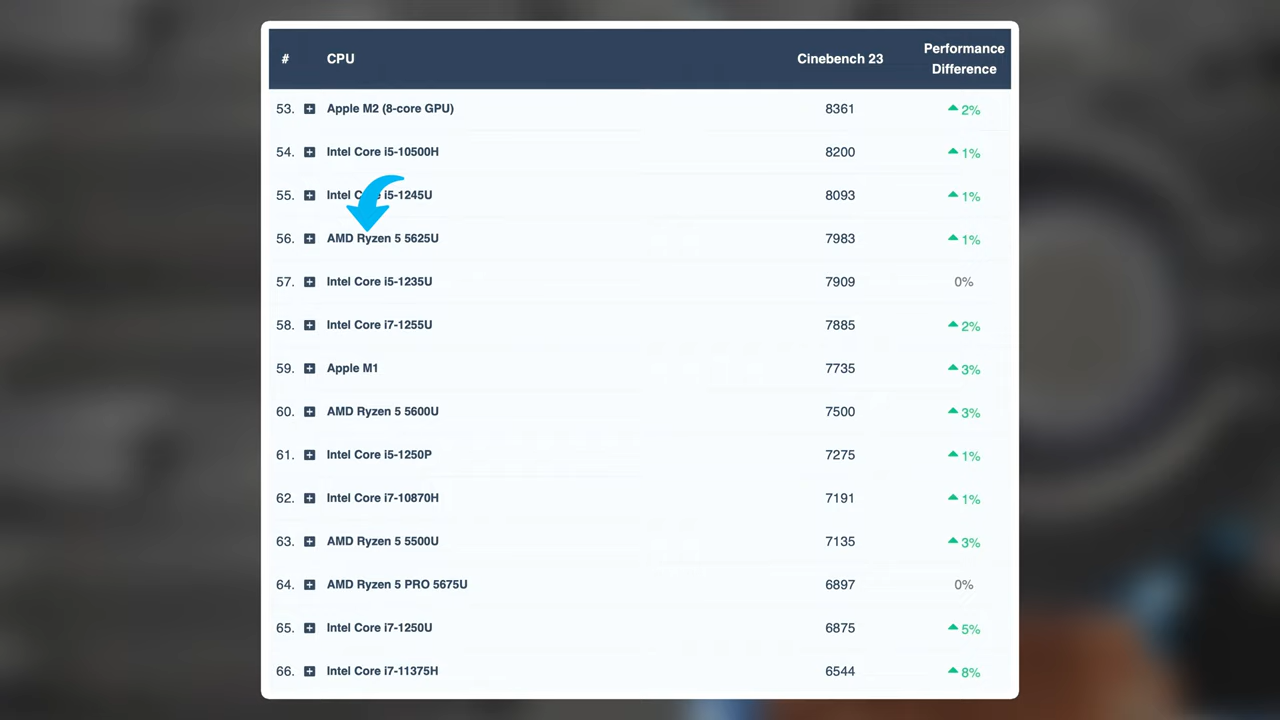 # CPU Cinebench 23 Performance Difference
53. Apple M2 (8-core GPU) 8361 2%
54. Intel Core i5-10500H 8200 1%
55. Intel Core i5-1245U 8093 1%
56. AMD Ryzen 5 5625U 7983 1%
57. Intel Core i5-1235U 7909 0%
58. Intel Core i7-1255U 7885 2%
59. Apple M1 7735 3%
60. AMD Ryzen 5 5600U 7500 3%
61. Intel Core i5-1250P 7275 1%
62. Intel Core i7-10870H 7191 1%
63. AMD Ryzen 5 5500U 7135 3%
64. AMD Ryzen 5 PRO 5675U 6897 0%
65. Intel Core i7-1250U 6875 5%
66. Intel Core i7-11375H 6544 8%